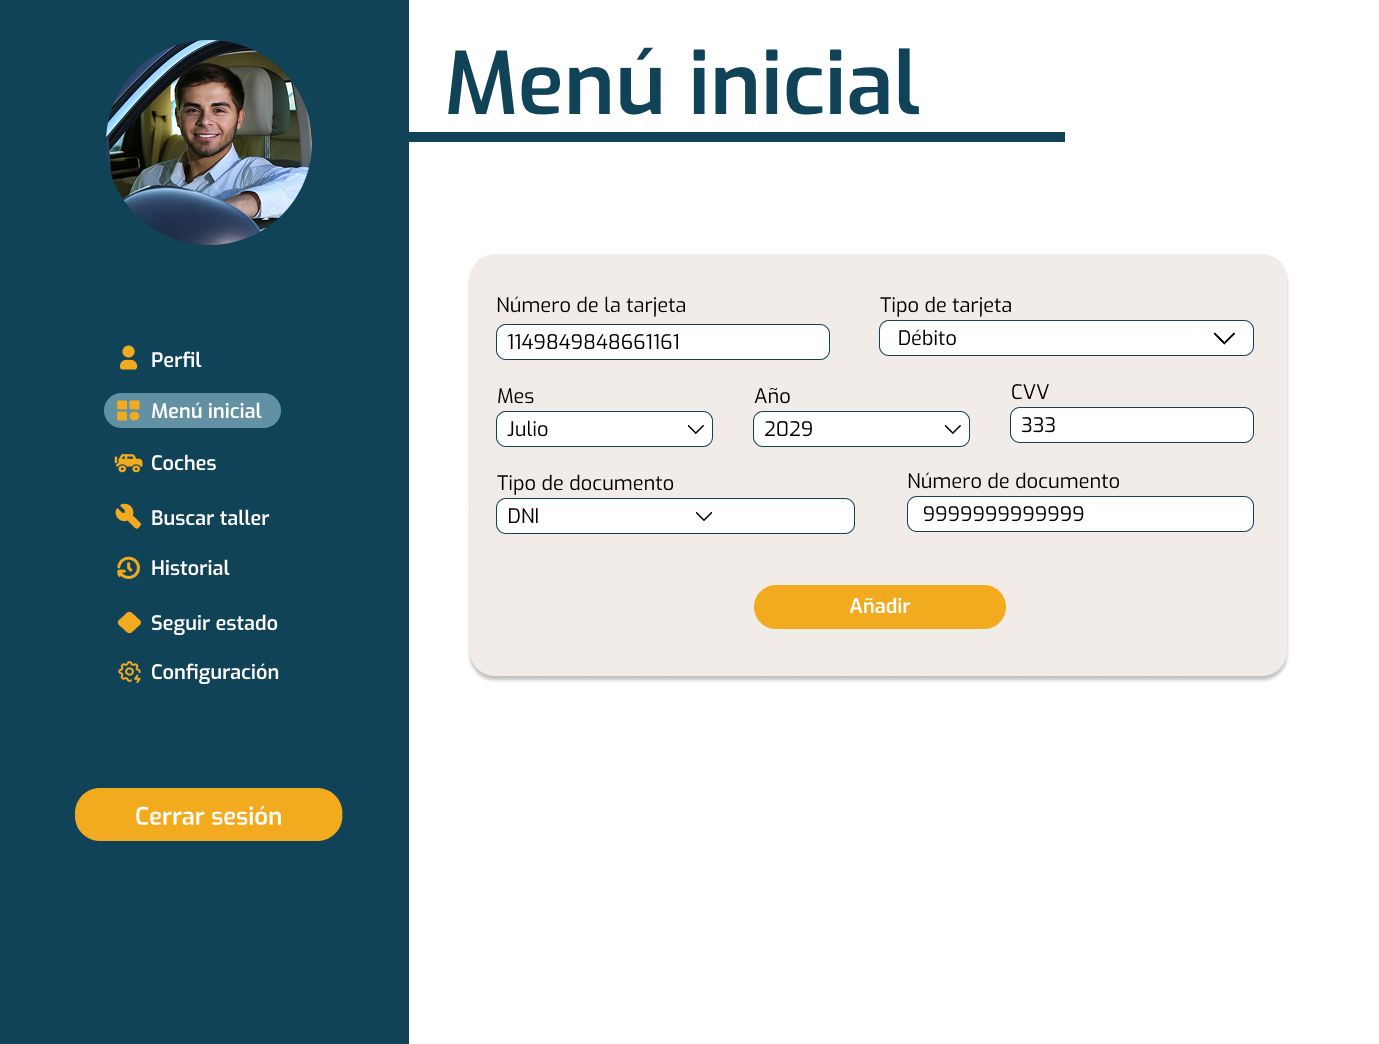 Menú inicial
Perfil
Menú inicial
Coches
Buscar taller
Historial
Seguir estado
Configuración
Cerrar sesión
Número de la tarjeta
1149849848661161
Tipo de tarjeta
Débito
Mes
Julio
Año
2029
CVV
333
Tipo de documento
DNI
Número de documento
9999999999999
Añadir